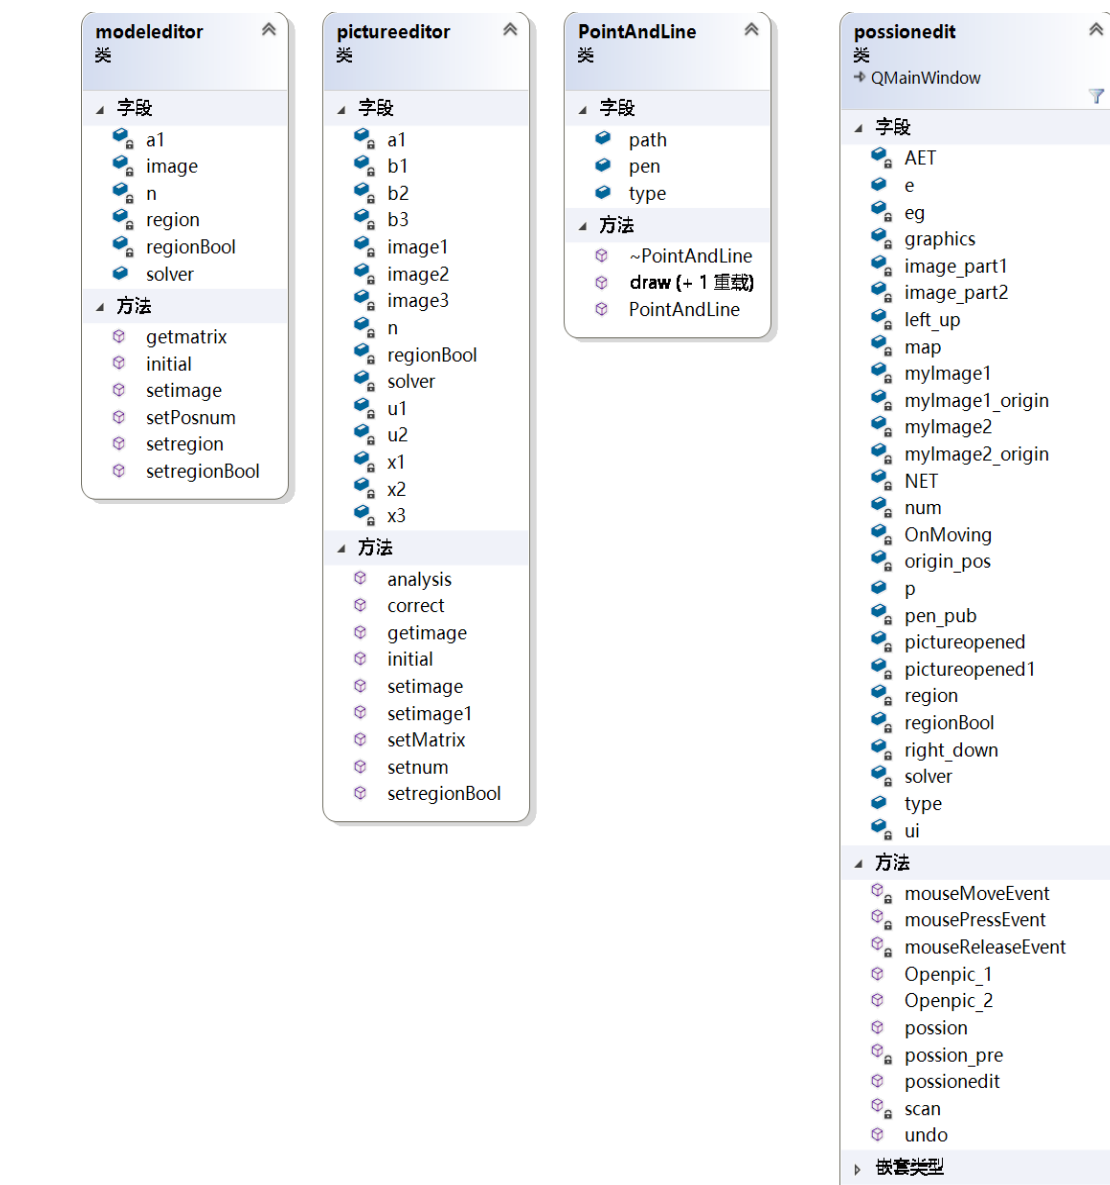 modeleditor
类
字段
a1
image
n
region
regionBool
solver
方法
getmatrix
initial
setimage
setPosnum
setregion
setregionBool
pictureeditor
类
字段
a1
b1
b2
b3
image1
image2
image3
n
regionBool
solver
u1
u2
x1
x2
x3
方法
analysis
correct
getimage
initial
setimage
setimage1
setMatrix
setnum
setregionBool
PointAndLine
类
字段
path
pen
type
方法
~PointAndLine
draw (+ 1 重载)
PointAndLine
possionedit
类
QMainWindow
字段
AET
e
eg
graphics
image_part1
image_part2
left_up
map
myImage1
myImage1_origin
myImage2
myImage2_origin
NET
num
OnMoving
origin_pos
p
pen_pub
pictureopened
pictureopened1
region
regionBool
right_down
solver
type
ui
方法
mouseMoveEvent
mousePressEvent
mouseReleaseEvent
Openpic_1
Openpic_2
possion
possion_pre
possionedit
scan
undo
嵌套类型